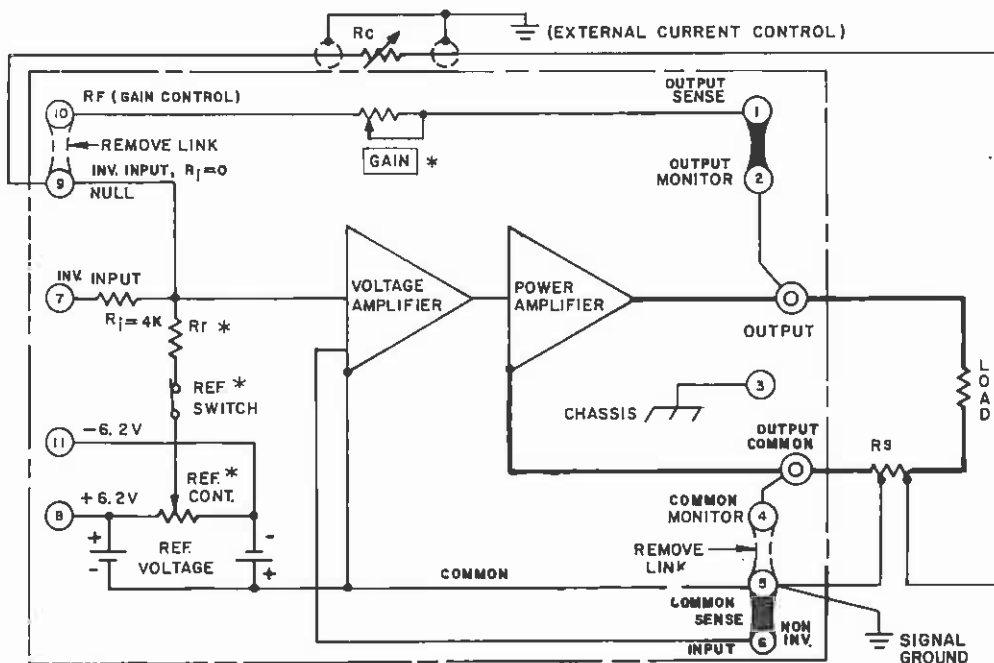 Rc
(EXTERNAL CURRENT CONTROL)
RF (GAIN CONTROL)
OUTPUT
SENSE
10
1
REMOVE LINK
GAIN *
OUTPUT
MONITOR
2
9
INV. INPUT, Ri=0
NULL
INV. INPUT
7
Ri=4K
Rr *
VOLTAGE
AMPLIFIER
POWER
AMPLIFIER
OUTPUT
LOAD
REF. *
SWITCH
3
CHASSIS
11
-6.2V
OUTPUT
COMMON
RS
REF. *
CONT.
8
+6.2V
COMMON
MONITOR
4
+
-
-
+
REF.
VOLTAGE
REMOVE
LINK
COMMON
5
COMMON
SENSE
NON
INV.
INPUT
6
SIGNAL
GROUND